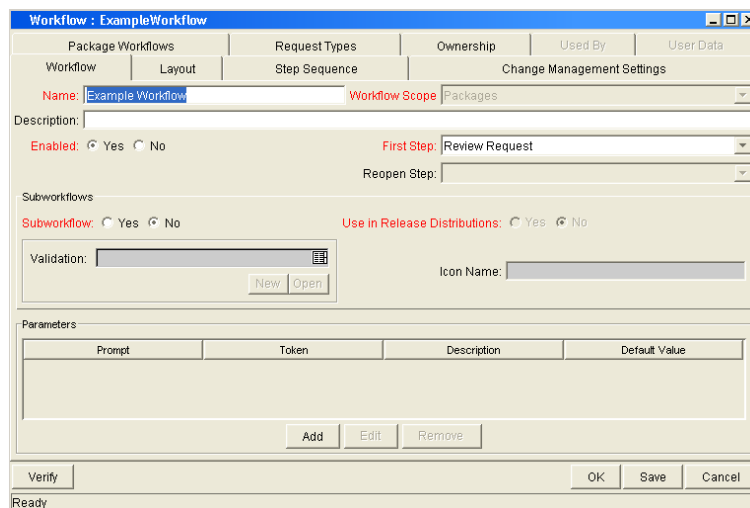 Workflow : ExampleWorkflow
Package Workflows Request Types Ownership Used By User Data
Workflow Layout Step Sequence Change Management Settings
Name: Example Workflow Workflow Scope Packages
Description:
Enabled: Yes No First Step: Review Request
Reopen Step:
Subworkflows
Subworkflow: Yes No Use in Release Distributions: Yes No
Validation:
Icon Name:
New Open
Parameters
Prompt Token Description Default Value
Add Edit Remove
Verify OK Save Cancel
Ready